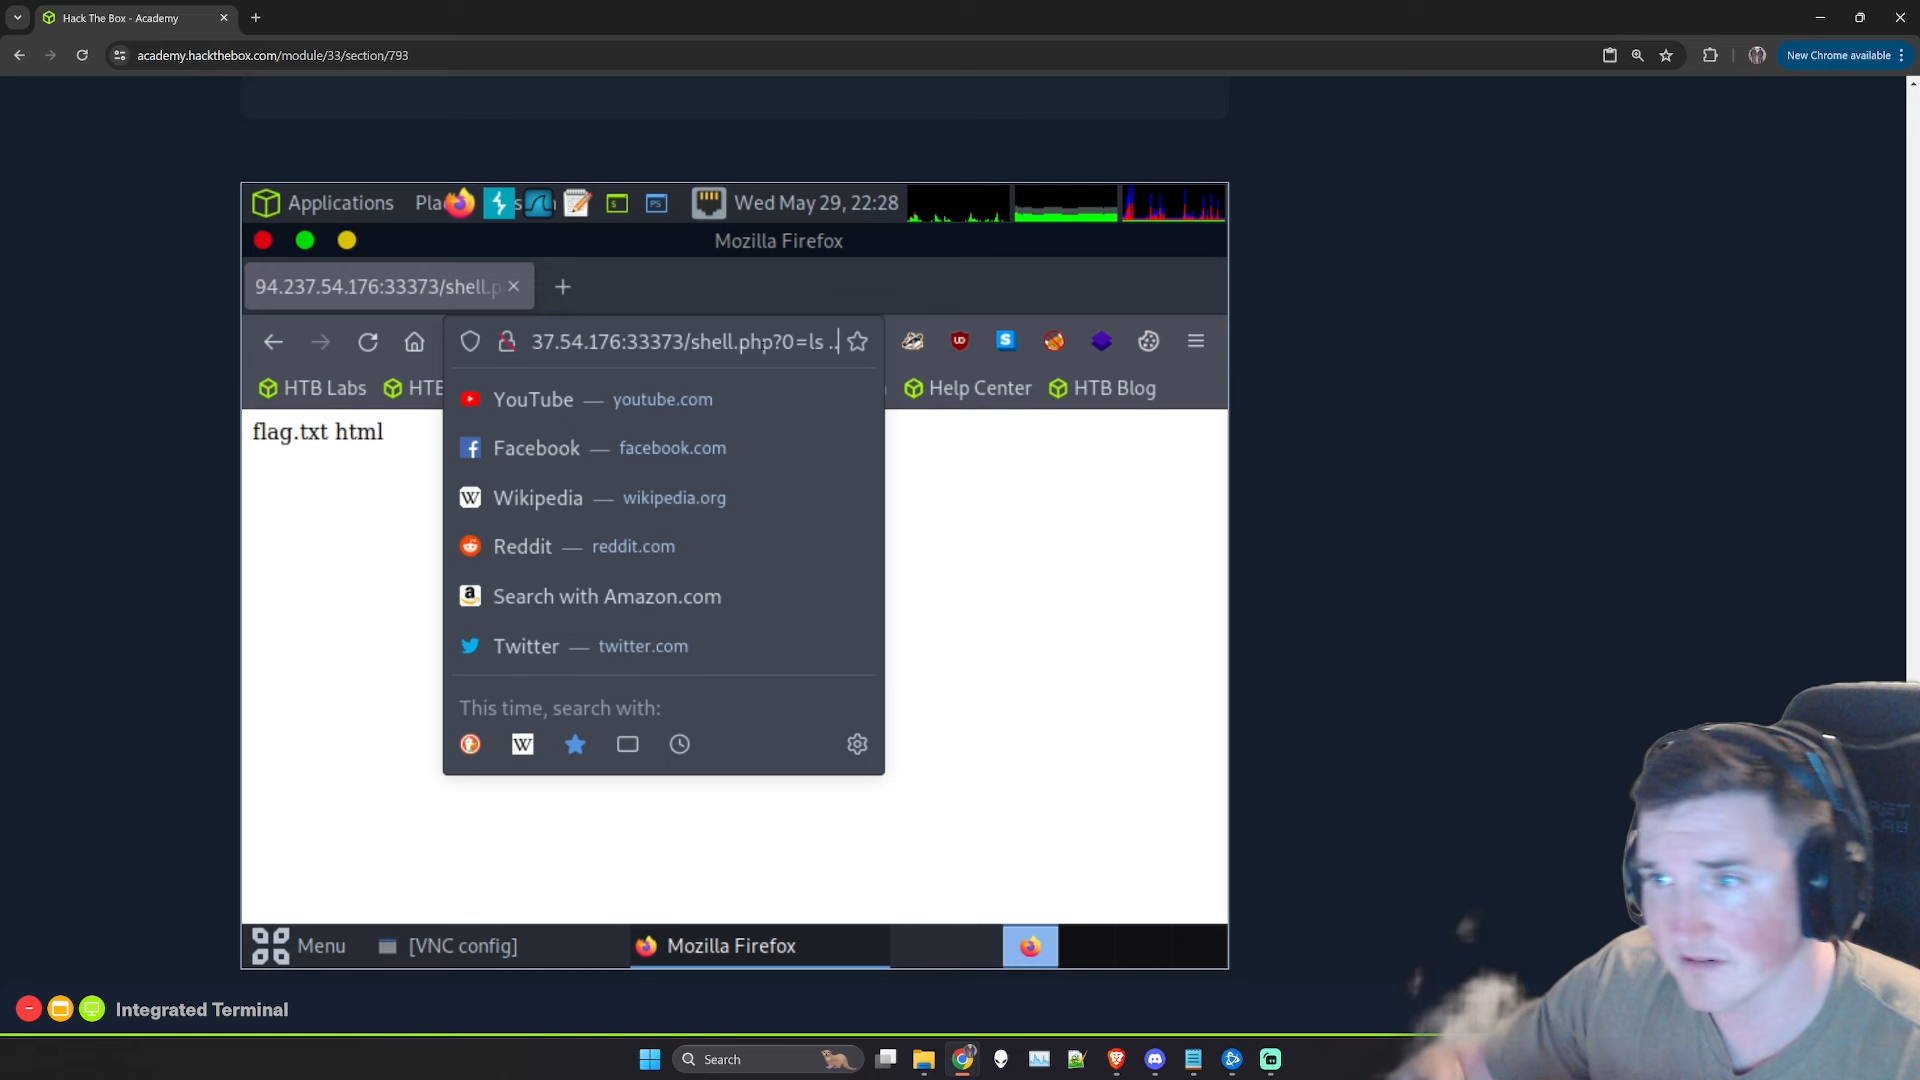 Hack The Box - Academy
academy.hackthebox.com/module/33/section/793
New Chrome available
Applications
Wed May 29, 22:28
Mozilla Firefox
94.237.54.176:33373/shell.p
37.54.176:33373/shell.php?0=ls ..
HTB Labs
HTB
Help Center
HTB Blog
flag.txt html
YouTube — youtube.com
Facebook — facebook.com
Wikipedia — wikipedia.org
Reddit — reddit.com
Search with Amazon.com
Twitter — twitter.com
This time, search with:
Menu
[VNC config]
Mozilla Firefox
Integrated Terminal
Search